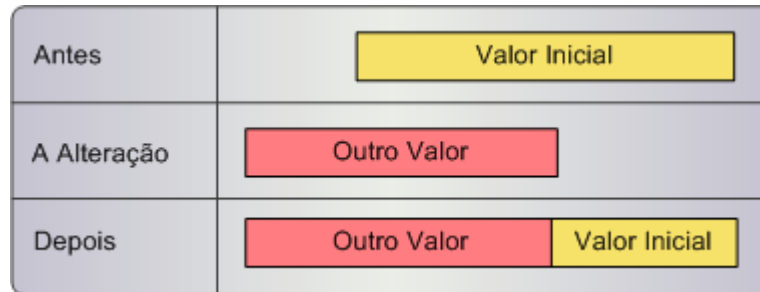 Antes
Valor Inicial
A Alteração
Outro Valor
Depois
Outro Valor
Valor Inicial